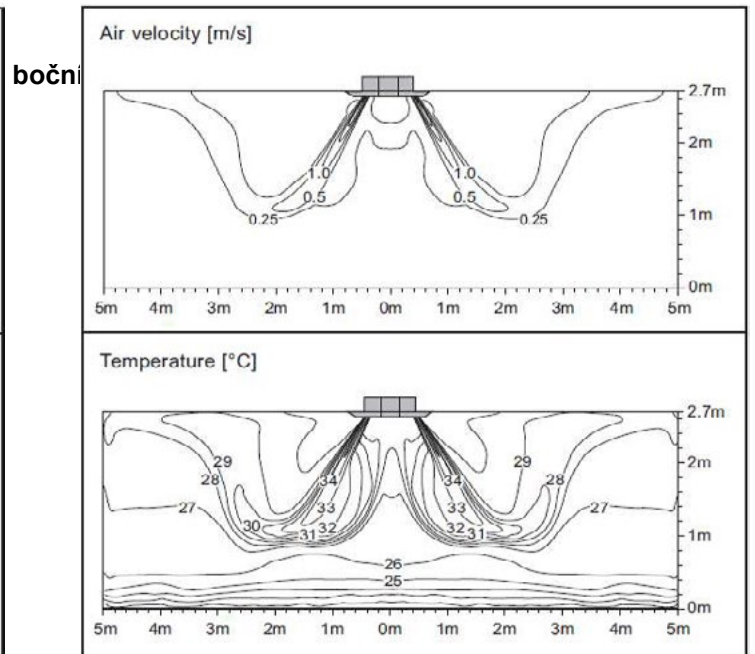 boční
Air velocity [m/s]
2.7m
2m
1.0 1.0
0.5 0.5
0.25 0.25
1m
0m
5m 4m 3m 2m 1m 0m 1m 2m 3m 4m 5m
Temperature [°C]
2.7m
29 29 2m
28 34 34 28
27 33 33 27
30 31 32 32 31 1m
26
25
0m
5m 4m 3m 2m 1m 0m 1m 2m 3m 4m 5m